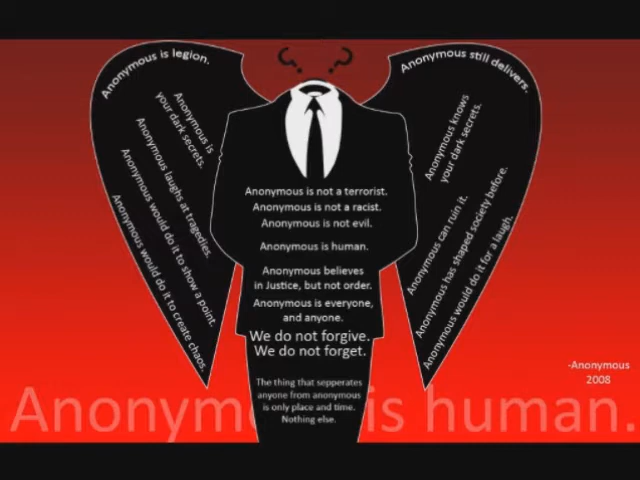 ? ?
Anonymous is legion.
Anonymous is
your dark secrets.
Anonymous laughs at tragedies.
Anonymous would do it to show a point.
Anonymous would do it to create chaos.
Anonymous is not a terrorist.
Anonymous is not a racist.
Anonymous is not evil.
Anonymous is human.
Anonymous believes
in Justice, but not order.
Anonymous is everyone,
and anyone.
We do not forgive.
We do not forget.
The thing that sepperates
anyone from anonymous
is only place and time.
Nothing else.
Anonymous still delivers.
Anonymous knows
your dark secrets.
Anonymous can ruin it.
Anonymous has shaped society before.
Anonymous would do it for a laugh.
-Anonymous
2008
Anonymo is human.